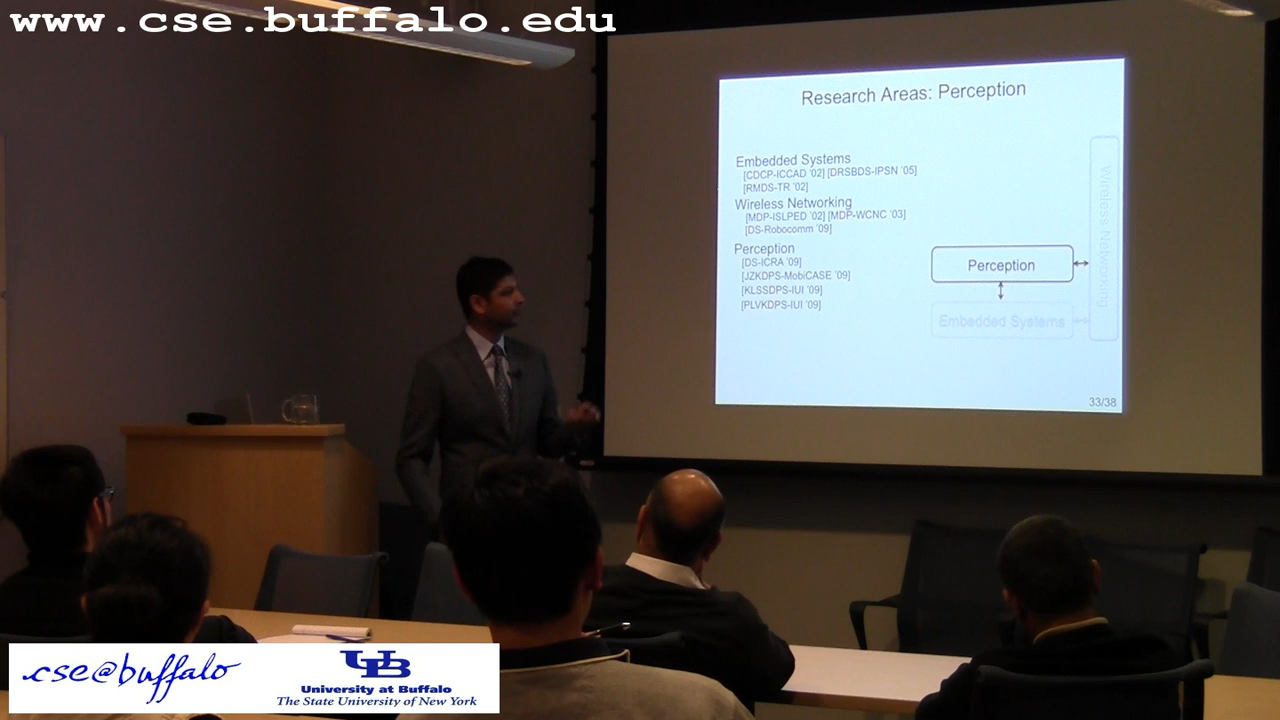 www.cse.buffalo.edu
Research Areas: Perception
Embedded Systems
[CDCP-ICCAD '02] [DRSBDS-IPSN '05]
[RMDS-TR '02]
Wireless Networking
[MDP-ISLPED '02] [MDP-WCNC '03]
[DS-Robocomm '09]
Perception
[DS-ICRA '09]
[JZKDPS-MobiCASE '09]
[KLSSDPS-IUI '09]
[PLVKDPS-IUI '09]
Perception
Embedded Systems
Wireless Networking
33/38
cse@buffalo
UB
University at Buffalo
The State University of New York